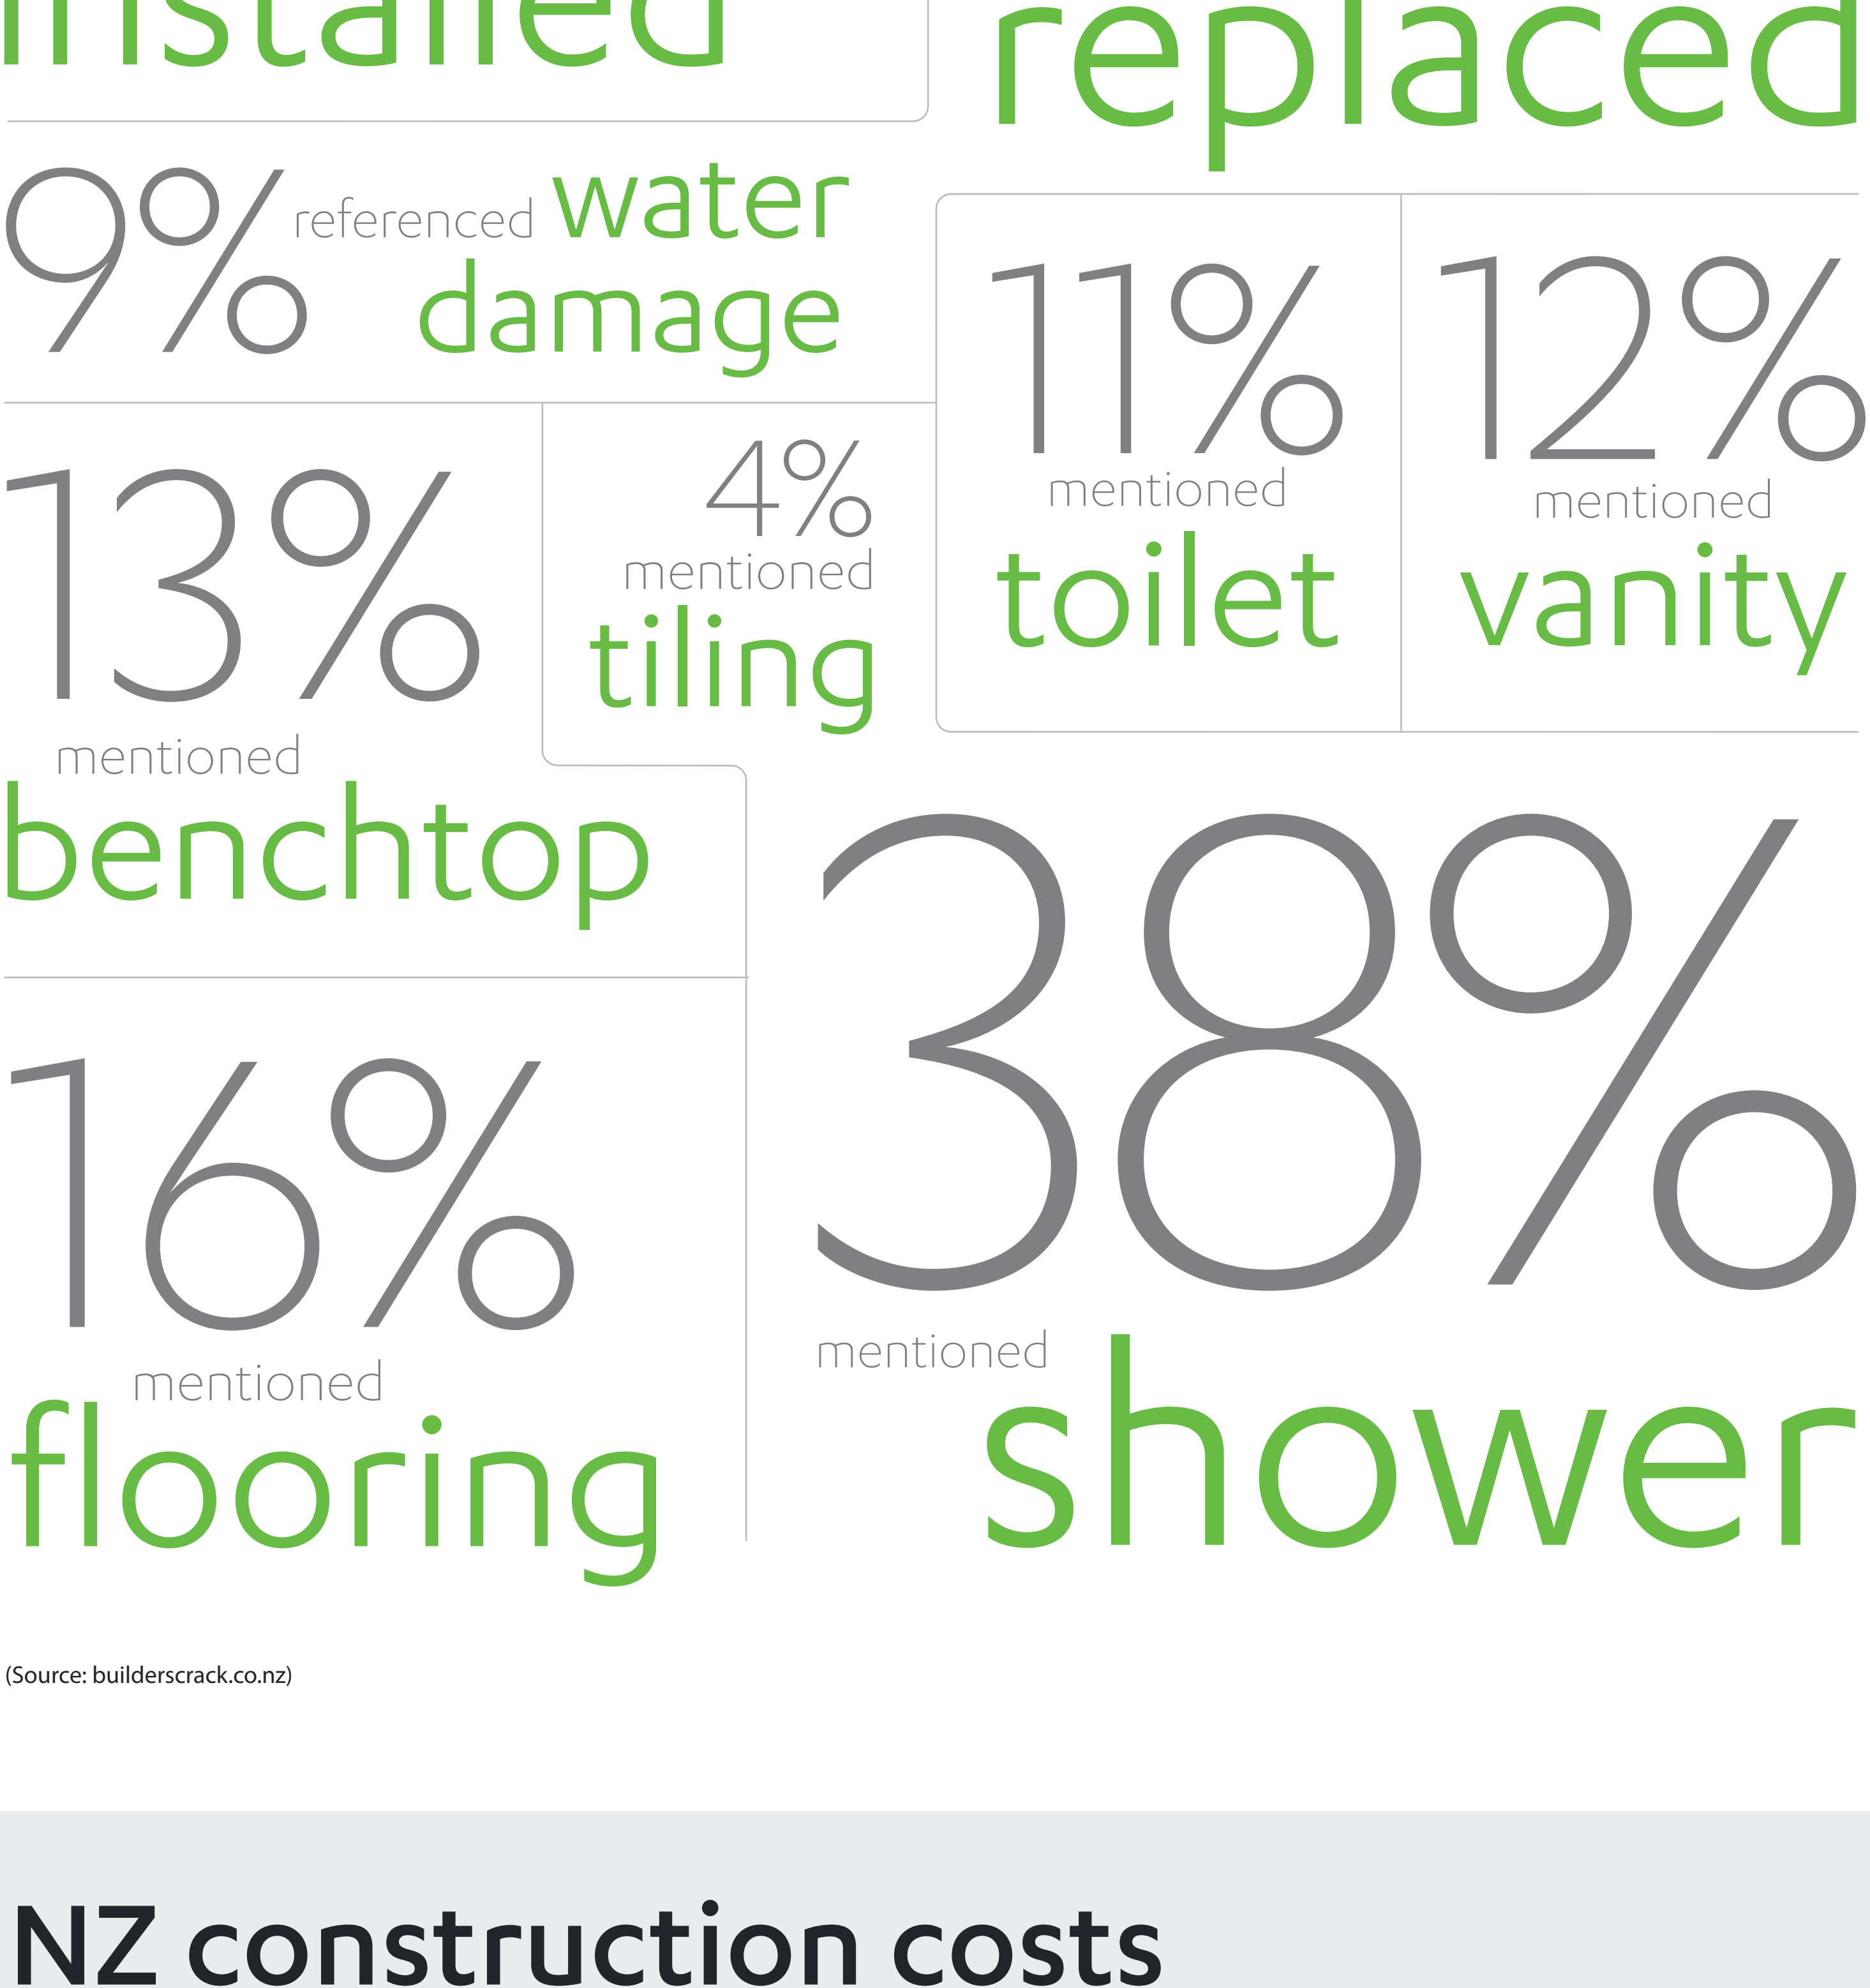 installed
replaced
9% referenced water
damage
11%
mentioned
toilet
12%
mentioned
vanity
13%
mentioned
benchtop
4%
mentioned
tiling
16%
mentioned
flooring
38%
mentioned
shower
(Source: builderscrack.co.nz)
NZ construction costs